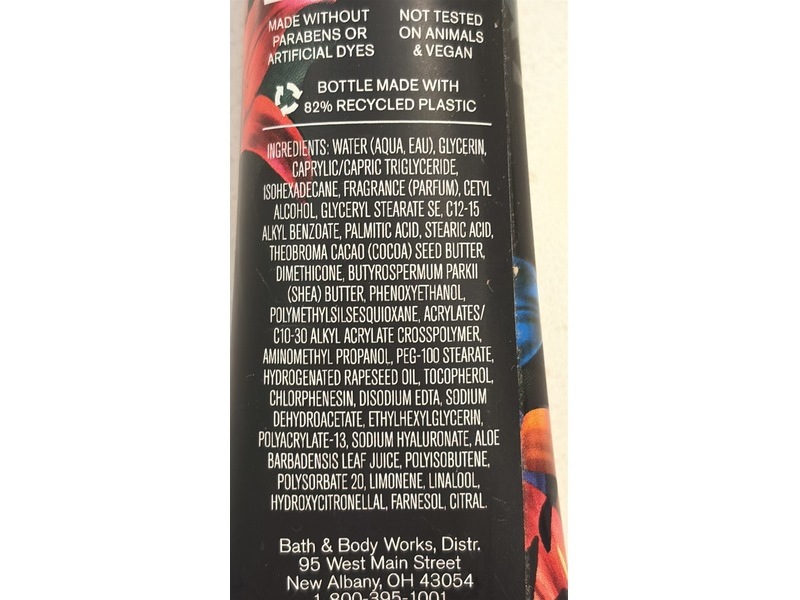 MADE WITHOUT
PARABENS OR
ARTIFICIAL DYES
NOT TESTED
ON ANIMALS
& VEGAN
BOTTLE MADE WITH
82% RECYCLED PLASTIC
INGREDIENTS: WATER (AQUA, EAU), GLYCERIN,
CAPRYLIC/CAPRIC TRIGLYCERIDE,
ISOHEXADECANE, FRAGRANCE (PARFUM), CETYL
ALCOHOL, GLYCERYL STEARATE SE, C12-15
ALKYL BENZOATE, PALMITIC ACID, STEARIC ACID,
THEOBROMA CACAO (COCOA) SEED BUTTER,
DIMETHICONE, BUTYROSPERMUM PARKII
(SHEA) BUTTER, PHENOXYETHANOL,
POLYMETHYLSILSESQUIOXANE, ACRYLATES/
C10-30 ALKYL ACRYLATE CROSSPOLYMER,
AMINOMETHYL PROPANOL, PEG-100 STEARATE,
HYDROGENATED RAPESEED OIL, TOCOPHEROL,
CHLORPHENESIN, DISODIUM EDTA, SODIUM
DEHYDROACETATE, ETHYLHEXYLGLYCERIN,
POLYACRYLATE-13, SODIUM HYALURONATE, ALOE
BARBADENSIS LEAF JUICE, POLYISOBUTENE,
POLYSORBATE 20, LIMONENE, LINALOOL,
HYDROXYCITRONELLAL, FARNESOL, CITRAL.
Bath & Body Works, Distr.
95 West Main Street
New Albany, OH 43054
1-800-395-1001